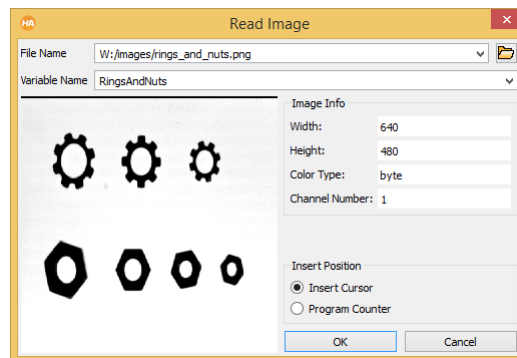 HA Read Image
File Name W:/images/rings_and_nuts.png
Variable Name RingsAndNuts
Image Info
Width: 640
Height: 480
Color Type: byte
Channel Number: 1
Insert Position
Insert Cursor
Program Counter
OK Cancel